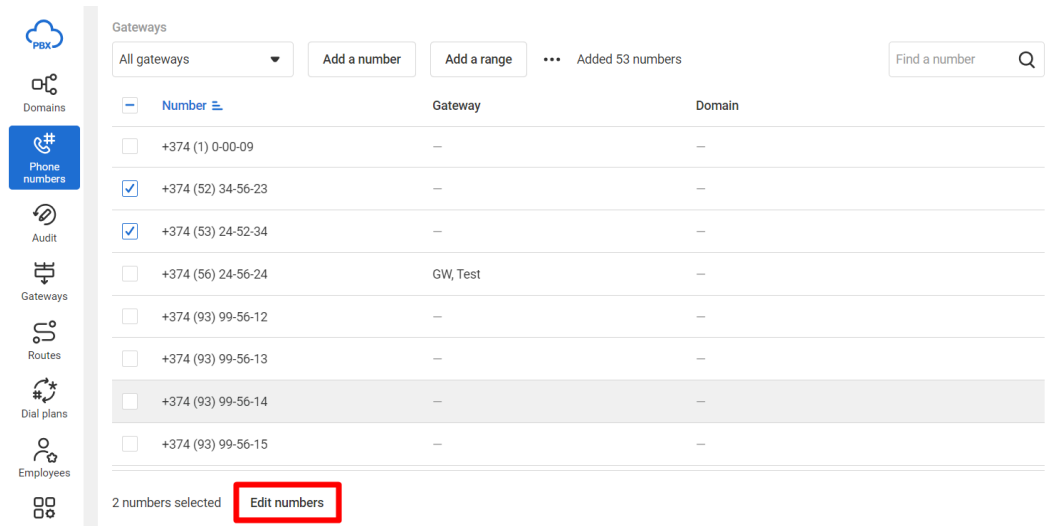 PBX
Domains
Phone
numbers
Audit
Gateways
Routes
Dial plans
Employees
Gateways
All gateways
Add a number
Add a range
••• Added 53 numbers
Find a number
Number Gateway Domain
+374 (1) 0-00-09 — —
+374 (52) 34-56-23 — —
+374 (53) 24-52-34 — —
+374 (56) 24-56-24 GW, Test —
+374 (93) 99-56-12 — —
+374 (93) 99-56-13 — —
+374 (93) 99-56-14 — —
+374 (93) 99-56-15 — —
2 numbers selected Edit numbers